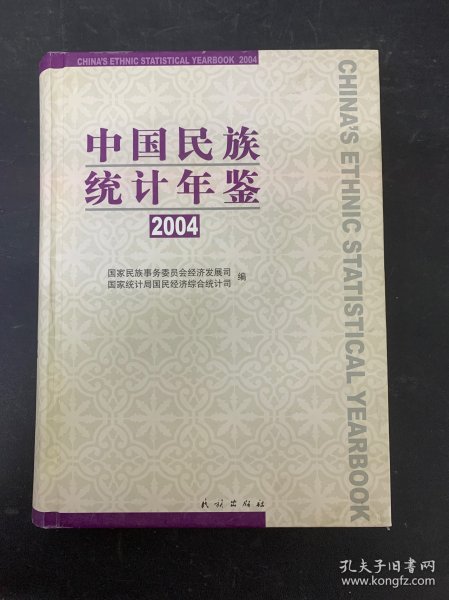 CHINA'S ETHNIC STATISTICAL YEARBOOK 2004
中国民族
统计年鉴
2004
国家民族事务委员会经济发展司
国家统计局国民经济综合统计司
编
CHINA'S ETHNIC STATISTICAL YEARBOOK
民族出版社
孔夫子旧书网
www.kongfz.com